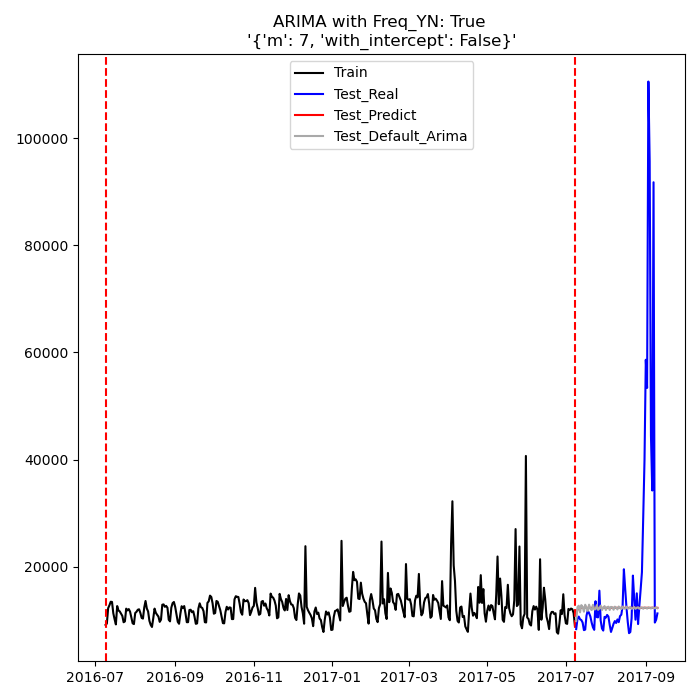 ARIMA with Freq_YN: True
'{'m': 7, 'with_intercept': False}'
Train
Test_Real
Test_Predict
Test_Default_Arima
100000
80000
60000
40000
20000
2016-07 2016-09 2016-11 2017-01 2017-03 2017-05 2017-07 2017-09